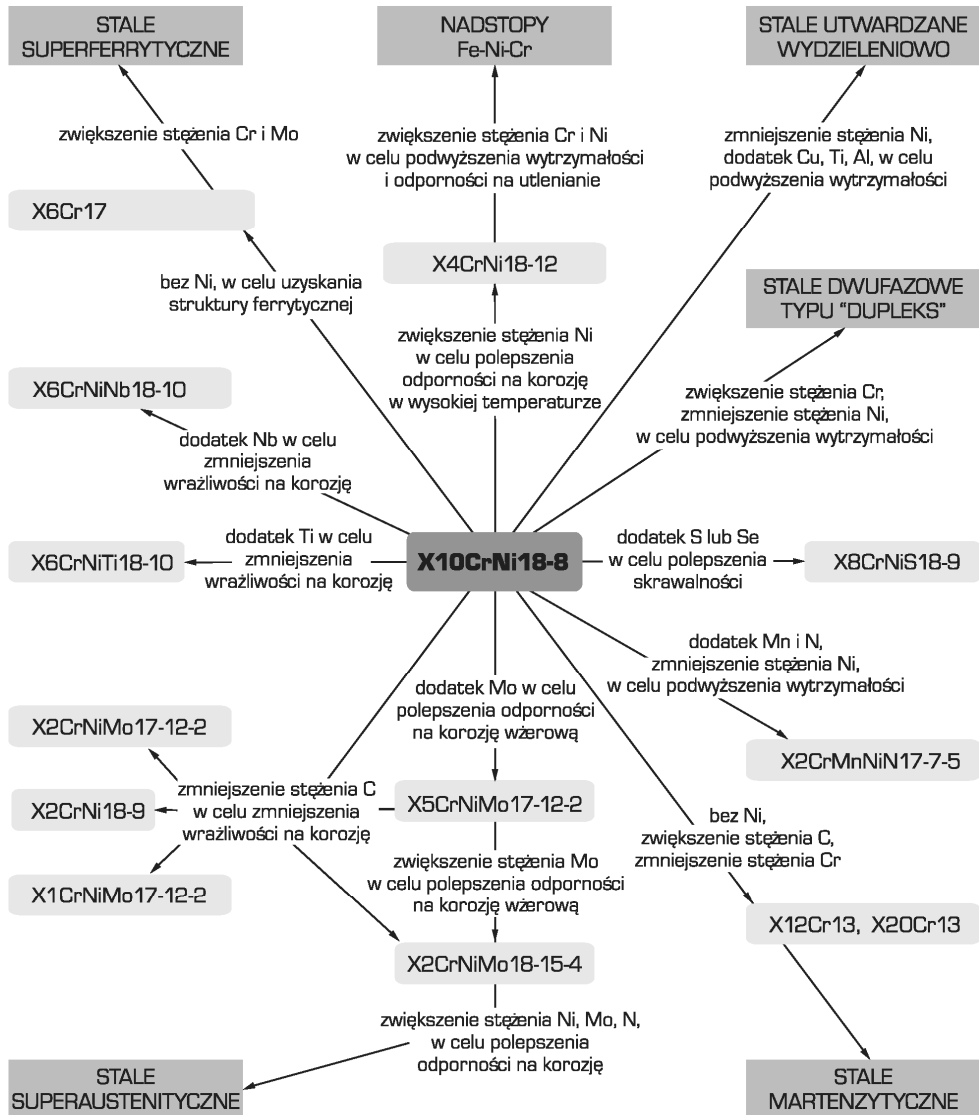 STALE
SUPERFERRYTYCZNE
NADSTOPY
Fe-Ni-Cr
STALE UTWARDZANE
WYDZIELENIOWO
zwiększenie stężenia Cr i Mo
zwiększenie stężenia Cr i Ni
w celu podwyższenia wytrzymałości
i odporności na utlenianie
zmniejszenie stężenia Ni,
dodatek Cu, Ti, Al, w celu
podwyższenia wytrzymałości
X6Cr17
X4CrNi18-12
bez Ni, w celu uzyskania
struktury ferrytycznej
STALE DWUFAZOWE
TYPU "DUPLEKS"
zwiększenie stężenia Ni
w celu polepszenia
odporności na korozję
w wysokiej temperaturze
X6CrNiNb18-10
zwiększenie stężenia Cr,
zmniejszenie stężenia Ni,
w celu podwyższenia wytrzymałości
dodatek Nb w celu
zmniejszenia
wrażliwości na korozję
X6CrNiTi18-10
dodatek Ti w celu
zmniejszenia
wrażliwości na korozję
X10CrNi18-8
dodatek S lub Se
w celu polepszenia
skrawalności
X8CrNiS18-9
dodatek Mn i N,
zmniejszenie stężenia Ni,
w celu podwyższenia wytrzymałości
dodatek Mo w celu
polepszenia odporności
na korozję wżerową
X2CrNiMo17-12-2
X2CrMnNiN17-7-5
zmniejszenie stężenia C
w celu zmniejszenia
wrażliwości na korozję
X2CrNi18-9
X5CrNiMo17-12-2
bez Ni,
zwiększenie stężenia C,
zmniejszenie stężenia Cr
zwiększenie stężenia Mo
w celu polepszenia odporności
na korozję wżerową
X1CrNiMo17-12-2
X12Cr13, X20Cr13
X2CrNiMo18-15-4
zwiększenie stężenia Ni, Mo, N,
w celu polepszenia
odporności na korozję
STALE
SUPERAUSTENITYCZNE
STALE
MARTENZYTYCZNE